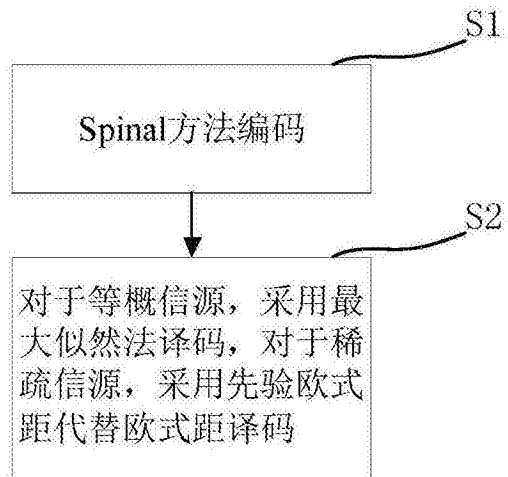 S1
Spinal方法编码
S2
对于等概信源，采用最
大似然法译码，对于稀
疏信源，采用先验欧式
距代替欧式距译码